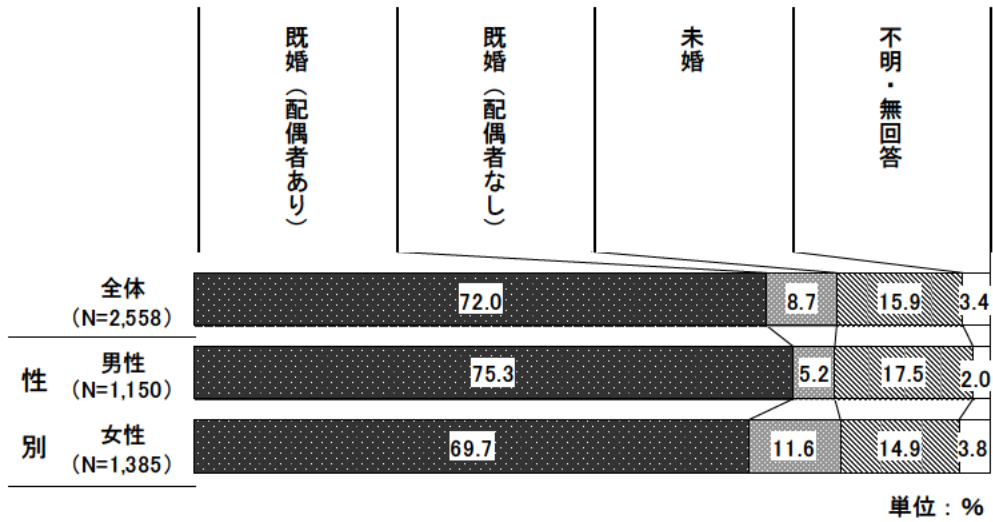 既婚（配偶者あり）
既婚（配偶者なし）
未婚
不明・無回答
全体
（N=2,558）
72.0
8.7
15.9
3.4
性別
男性
（N=1,150）
75.3
5.2
17.5
2.0
女性
（N=1,385）
69.7
11.6
14.9
3.8
単位：％